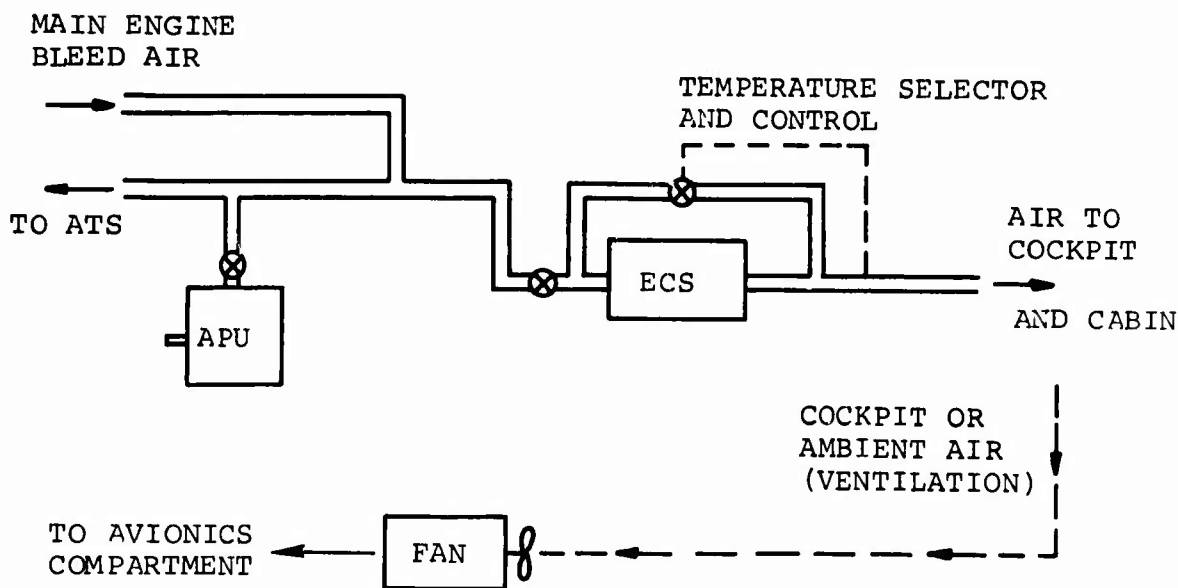 MAIN ENGINE
BLEED AIR
TEMPERATURE SELECTOR
AND CONTROL
TO ATS
AIR TO
COCKPIT
ECS
AND CABIN
APU
COCKPIT OR
AMBIENT AIR
(VENTILATION)
TO AVIONICS
COMPARTMENT
FAN